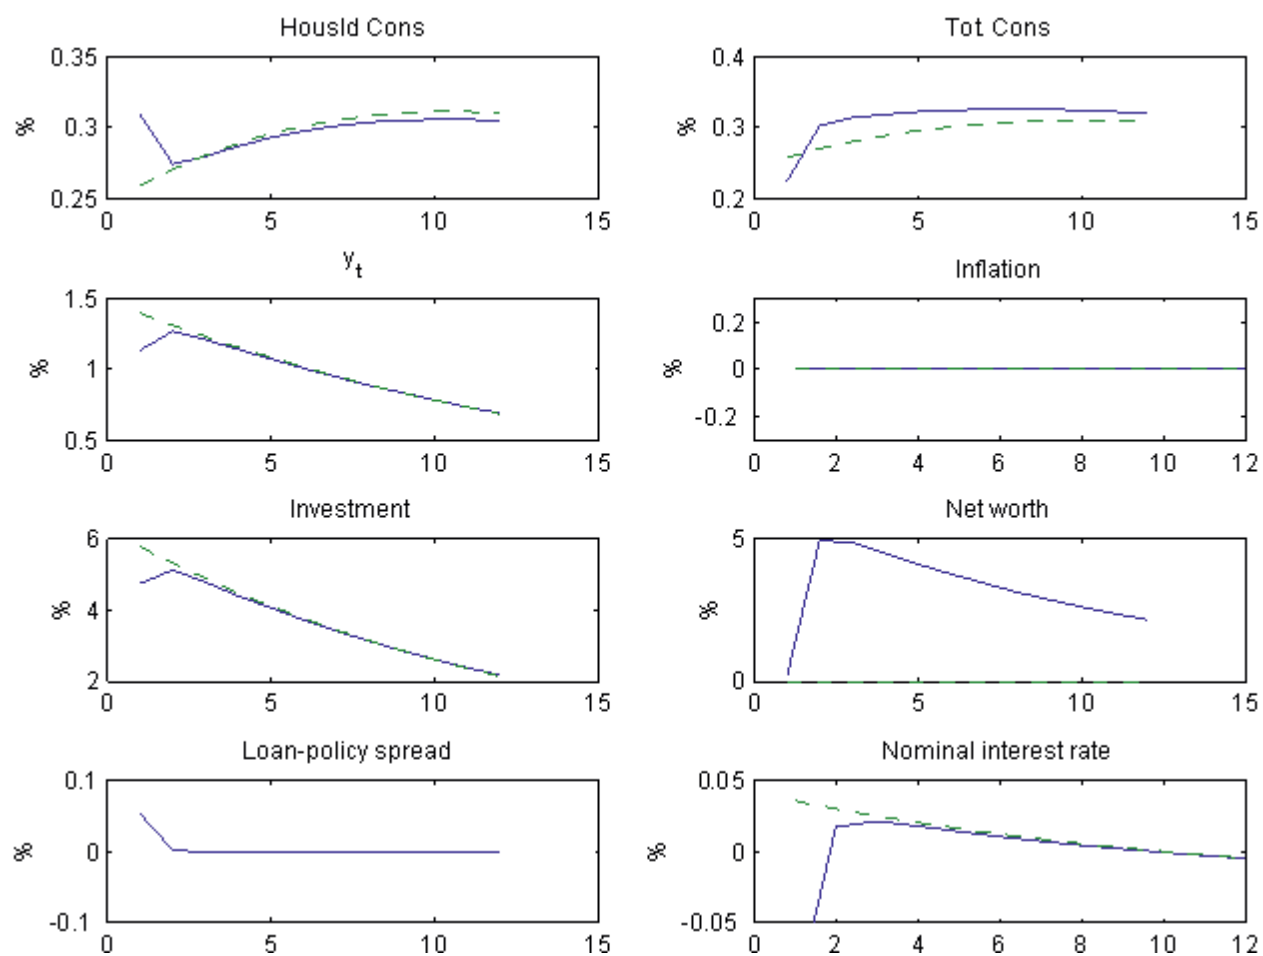 Housld Cons
%
0.35
0.3
0.25
0 5 10 15
Tot. Cons
%
0.4
0.3
0.2
0 5 10 15
y_t
%
1.5
1
0.5
0 5 10 15
Inflation
%
0.2
0
-0.2
0 2 4 6 8 10 12
Investment
%
6
4
2
0 5 10 15
Net worth
%
5
0
0 5 10 15
Loan-policy spread
%
0.1
0
-0.1
0 5 10 15
Nominal interest rate
%
0.05
0
-0.05
0 2 4 6 8 10 12